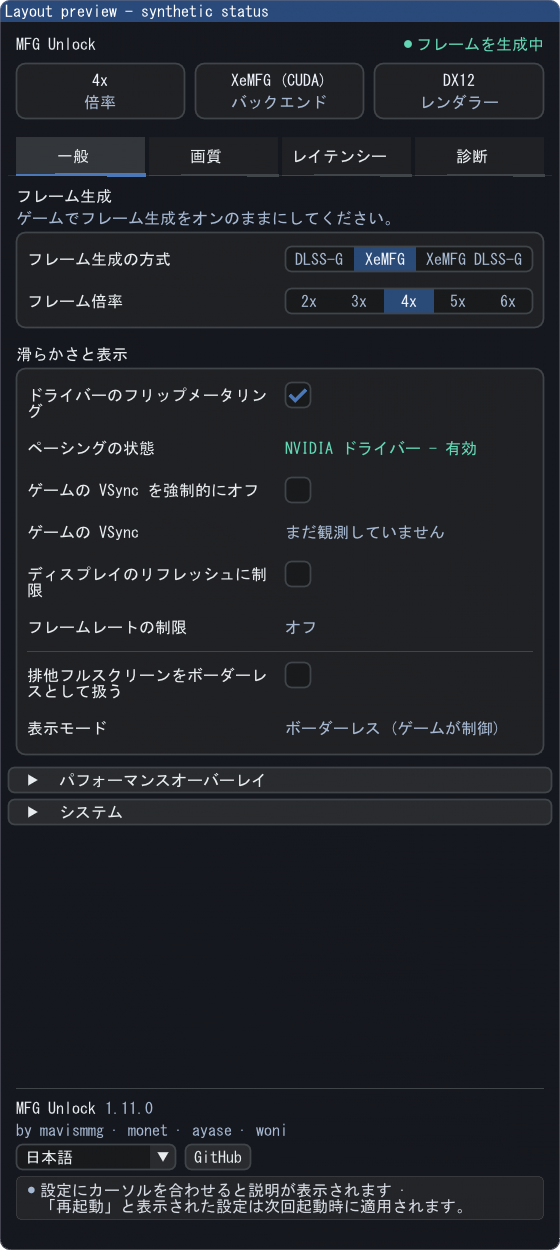 Layout preview - synthetic status
MFG Unlock
●フレームを生成中
4x
倍率
XeMFG (CUDA)
バックエンド
DX12
レンダラー
一般
画質
レイテンシー
診断
フレーム生成
ゲームでフレーム生成をオンのままにしてください。
フレーム生成の方式
DLSS-G
XeMFG
XeMFG DLSS-G
フレーム倍率
2x
3x
4x
5x
6x
滑らかさと表示
ドライバーのフリップメータリン
グ
ペーシングの状態
NVIDIA ドライバー - 有効
ゲームの VSync を強制的にオフ
ゲームの VSync
まだ観測していません
ディスプレイのリフレッシュに制
限
フレームレートの制限
オフ
排他フルスクリーンをボーダーレ
スとして扱う
表示モード
ボーダーレス (ゲームが制御)
▶ パフォーマンスオーバーレイ
▶ システム
MFG Unlock 1.11.0
by mavismmg · monet · ayase · woni
日本語 ▼
GitHub
• 設定にカーソルを合わせると説明が表示されます ·
「再起動」と表示された設定は次回起動時に適用されます。